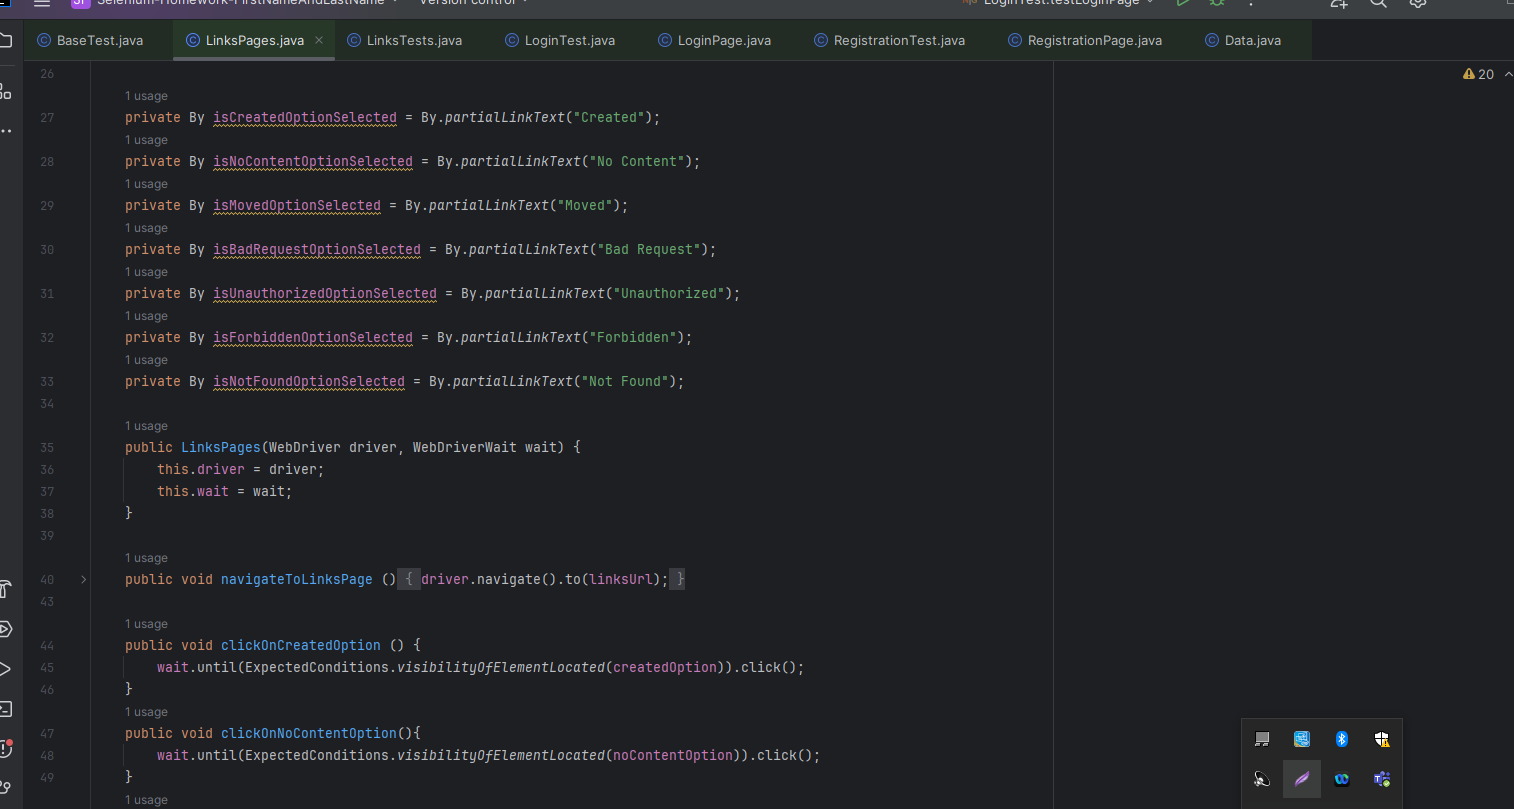 Selenium-Homework-FirstNameAndLastName Version control LoginTest.testLoginPage
BaseTest.java LinksPages.java LinksTests.java LoginTest.java LoginPage.java RegistrationTest.java RegistrationPage.java Data.java
26
20
1 usage
27 private By isCreatedOptionSelected = By.partialLinkText("Created");
1 usage
28 private By isNoContentOptionSelected = By.partialLinkText("No Content");
1 usage
29 private By isMovedOptionSelected = By.partialLinkText("Moved");
1 usage
30 private By isBadRequestOptionSelected = By.partialLinkText("Bad Request");
1 usage
31 private By isUnauthorizedOptionSelected = By.partialLinkText("Unauthorized");
1 usage
32 private By isForbiddenOptionSelected = By.partialLinkText("Forbidden");
1 usage
33 private By isNotFoundOptionSelected = By.partialLinkText("Not Found");
34
1 usage
35 public LinksPages(WebDriver driver, WebDriverWait wait) {
36 this.driver = driver;
37 this.wait = wait;
38 }
39
1 usage
40 public void navigateToLinksPage () { driver.navigate().to(linksUrl); }
43
1 usage
44 public void clickOnCreatedOption () {
45 wait.until(ExpectedConditions.visibilityOfElementLocated(createdOption)).click();
46 }
1 usage
47 public void clickOnNoContentOption(){
48 wait.until(ExpectedConditions.visibilityOfElementLocated(noContentOption)).click();
49 }
1 usage